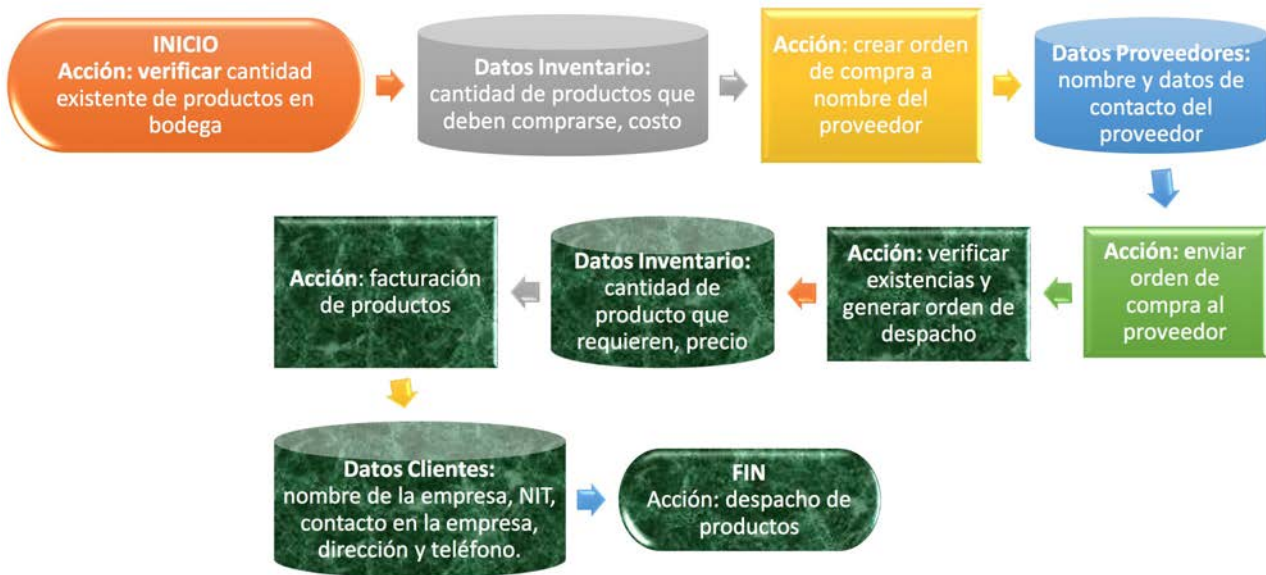 INICIO
Acción: verificar cantidad
existente de productos en
bodega
Datos Inventario:
cantidad de productos que
deben comprarse, costo
Acción: crear orden
de compra a
nombre del
proveedor
Datos Proveedores:
nombre y datos de
contacto del
proveedor
Acción: enviar
orden de
compra al
proveedor
Acción: verificar
existencias y
generar orden de
despacho
Datos Inventario:
cantidad de
producto que
requieren, precio
Acción: facturación
de productos
Datos Clientes:
nombre de la empresa, NIT,
contacto en la empresa,
dirección y teléfono.
FIN
Acción: despacho de
productos